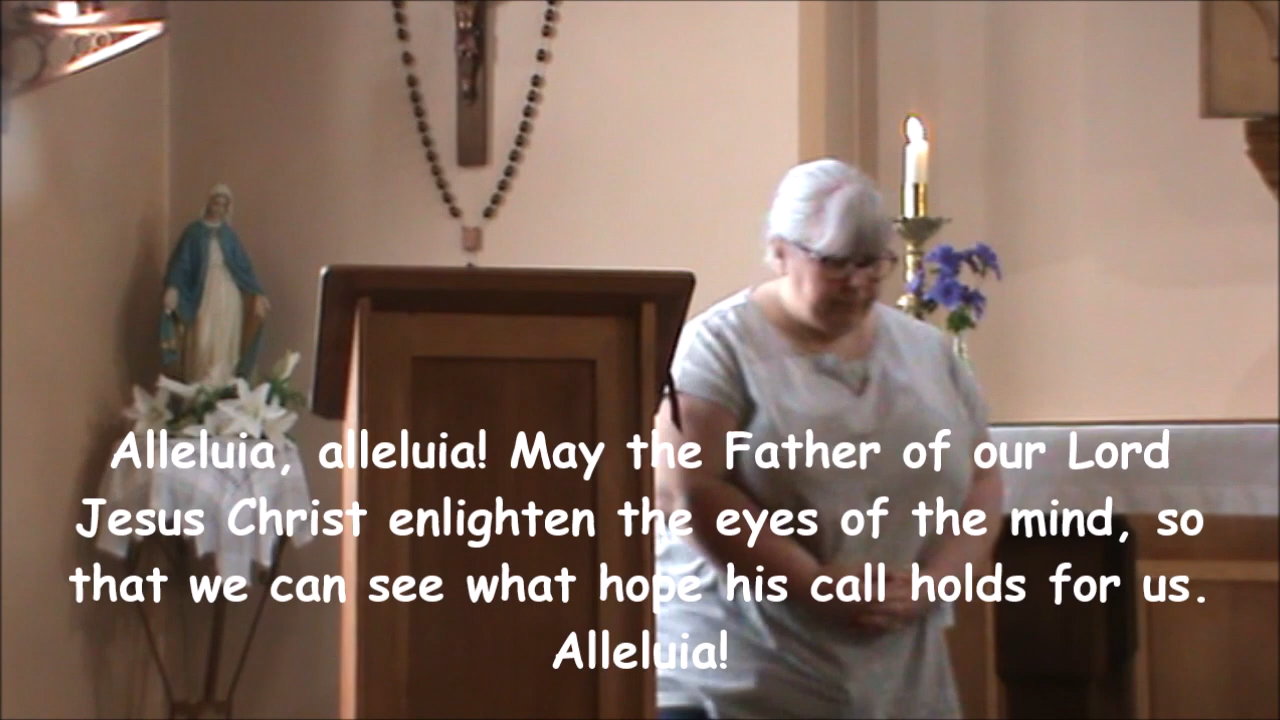 Alleluia, alleluia! May the Father of our Lord
Jesus Christ enlighten the eyes of the mind, so
that we can see what hope his call holds for us.
Alleluia!